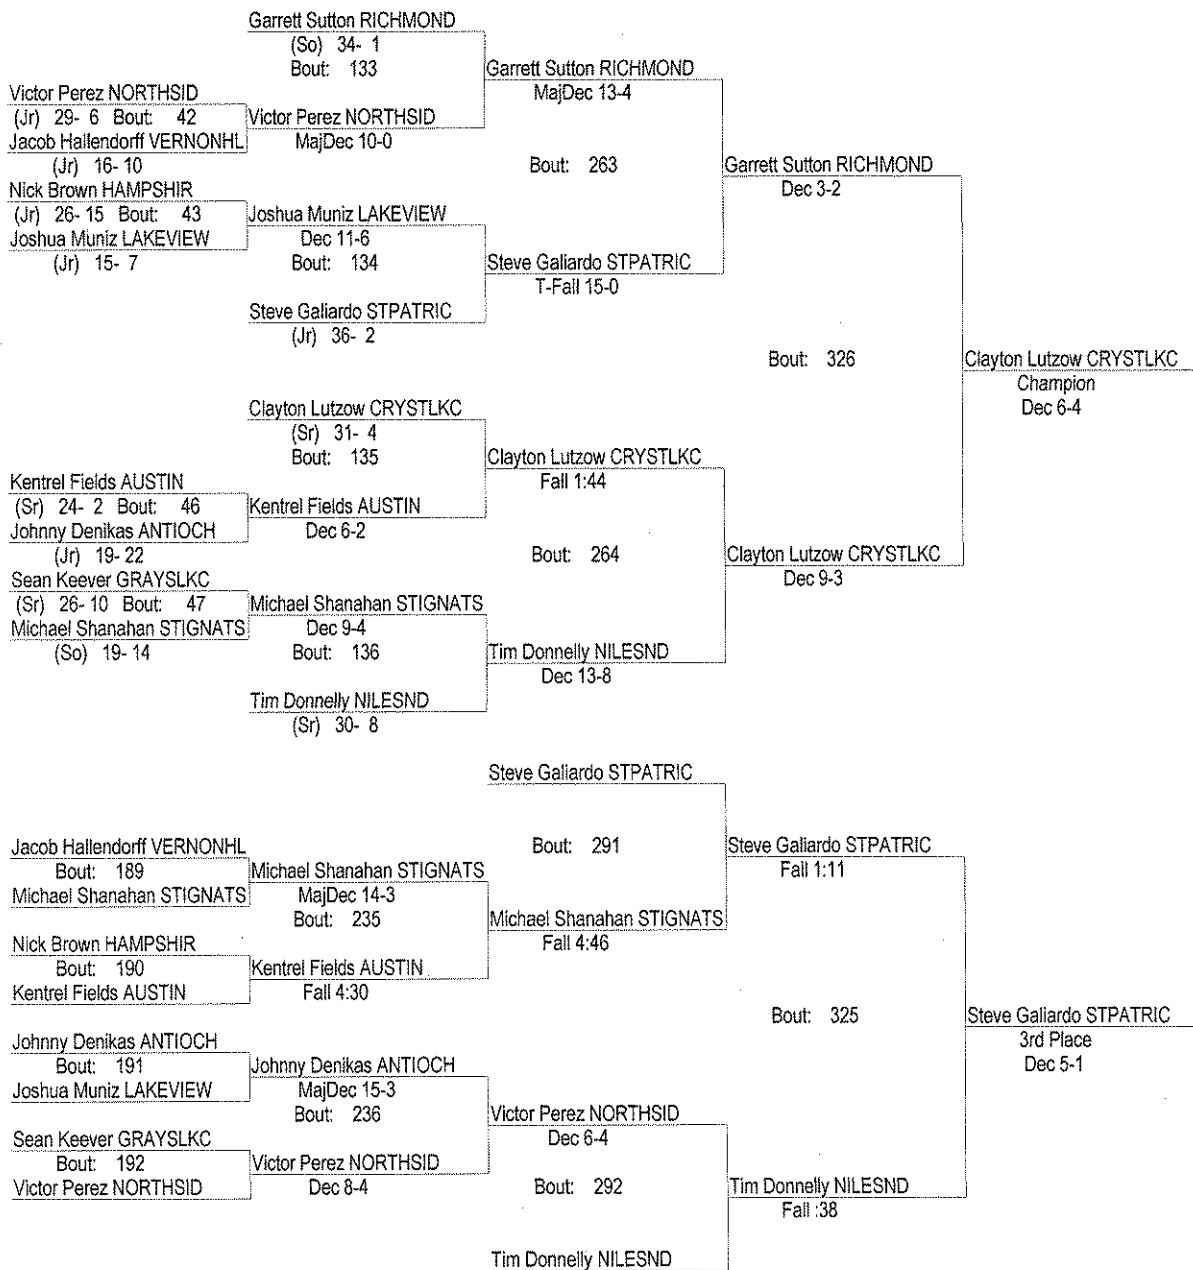 Garrett Sutton RICHMOND
(So) 34- 1
Bout: 133
Garrett Sutton RICHMOND
MajDec 13-4
Victor Perez NORTHSID
(Jr) 29- 6 Bout: 42
Victor Perez NORTHSID
Jacob Hallendorff VERNONHL
MajDec 10-0
(Jr) 16- 10
Bout: 263
Garrett Sutton RICHMOND
Dec 3-2
Nick Brown HAMPSHIR
(Jr) 26- 15 Bout: 43
Joshua Muniz LAKEVIEW
Joshua Muniz LAKEVIEW
Dec 11-6
(Jr) 15- 7
Bout: 134
Steve Galiardo STPATRIC
T-Fall 15-0
Steve Galiardo STPATRIC
(Jr) 36- 2
Bout: 326
Clayton Lutzow CRYSTLKC
Champion
Dec 6-4
Clayton Lutzow CRYSTLKC
(Sr) 31- 4
Bout: 135
Clayton Lutzow CRYSTLKC
Fall 1:44
Kentrel Fields AUSTIN
(Sr) 24- 2 Bout: 46
Kentrel Fields AUSTIN
Johnny Denikas ANTIOCH
Dec 6-2
(Jr) 19- 22
Bout: 264
Clayton Lutzow CRYSTLKC
Dec 9-3
Sean Keever GRAYSLKC
(Sr) 26- 10 Bout: 47
Michael Shanahan STIGNATS
Michael Shanahan STIGNATS
Dec 9-4
(So) 19- 14
Bout: 136
Tim Donnelly NILESND
Dec 13-8
Tim Donnelly NILESND
(Sr) 30- 8
Steve Galiardo STPATRIC
Jacob Hallendorff VERNONHL
Bout: 189
Michael Shanahan STIGNATS
Michael Shanahan STIGNATS
MajDec 14-3
Bout: 235
Bout: 291
Steve Galiardo STPATRIC
Fall 1:11
Michael Shanahan STIGNATS
Fall 4:46
Nick Brown HAMPSHIR
Bout: 190
Kentrel Fields AUSTIN
Kentrel Fields AUSTIN
Fall 4:30
Bout: 325
Steve Galiardo STPATRIC
3rd Place
Dec 5-1
Johnny Denikas ANTIOCH
Bout: 191
Joshua Muniz LAKEVIEW
Johnny Denikas ANTIOCH
MajDec 15-3
Bout: 236
Victor Perez NORTHSID
Dec 6-4
Sean Keever GRAYSLKC
Bout: 192
Victor Perez NORTHSID
Victor Perez NORTHSID
Dec 8-4
Bout: 292
Tim Donnelly NILESND
Fall :38
Tim Donnelly NILESND